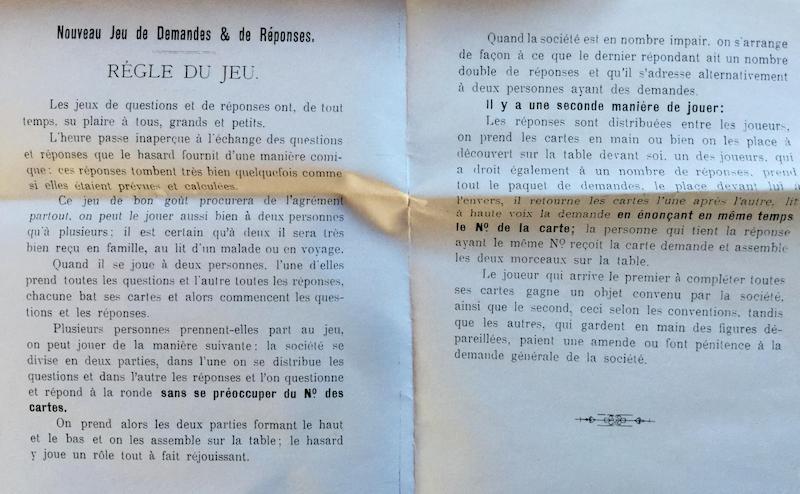 Nouveau Jeu de Demandes & de Réponses.
RÈGLE DU JEU.
Les jeux de questions et de réponses ont, de tout
temps, su plaire à tous, grands et petits.
L'heure passe inaperçue à l'échange des questions
et réponses que le hasard fournit d'une manière comi-
que: ces réponses tombent très bien quelquefois comme
si elles étaient prévues et calculées.
Ce jeu de bon goût procurera de l'agrément
partout, on peut le jouer aussi bien à deux personnes
qu'à plusieurs; il est certain qu'à deux il sera très
bien reçu en famille, au lit d'un malade ou en voyage.
Quand il se joue à deux personnes, l'une d'elles
prend toutes les questions et l'autre toutes les réponses,
chacune bat ses cartes et alors commencent les ques-
tions et les réponses.
Plusieurs personnes prennent-elles part au jeu,
on peut jouer de la manière suivante: la société se
divise en deux parties, dans l'une on se distribue les
questions et dans l'autre les réponses et l'on questionne
et répond à la ronde sans se préoccuper du Nº des
cartes.
On prend alors les deux parties formant le haut
et le bas et on les assemble sur la table; le hasard
y joue un rôle tout à fait réjouissant.
Quand la société est en nombre impair, on s'arrange
de façon à ce que le dernier répondant ait un nombre
double de réponses et qu'il s'adresse alternativement
à deux personnes ayant des demandes.
Il y a une seconde manière de jouer:
Les réponses sont distribuées entre les joueurs,
on prend les cartes en main ou bien on les place à
découvert sur la table devant soi, un des joueurs, qui
a droit également à un nombre de réponses, prend
tout le paquet de demandes, le place devant lui à
l'envers, il retourne les cartes l'une après l'autre, lit
à haute voix la demande en énonçant en même temps
le Nº de la carte; la personne qui tient la réponse
ayant le même Nº reçoit la carte demande et assemble
les deux morceaux sur la table.
Le joueur qui arrive le premier à compléter toutes
ses cartes gagne un objet convenu par la société,
ainsi que le second, ceci selon les conventions, tandis
que les autres, qui gardent en main des figures dé-
pareillées, paient une amende ou font pénitence à la
demande générale de la société.